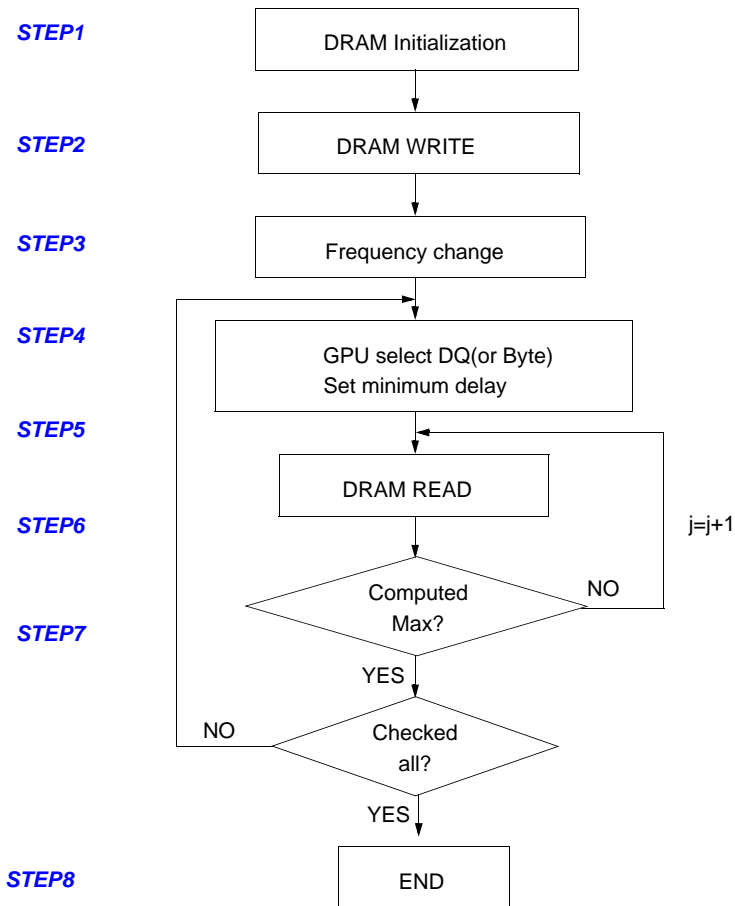 STEP1
DRAM Initialization
STEP2
DRAM WRITE
STEP3
Frequency change
STEP4
GPU select DQ(or Byte)
Set minimum delay
STEP5
DRAM READ
STEP6
j=j+1
Computed
Max?
NO
STEP7
YES
NO
Checked
all?
YES
STEP8
END